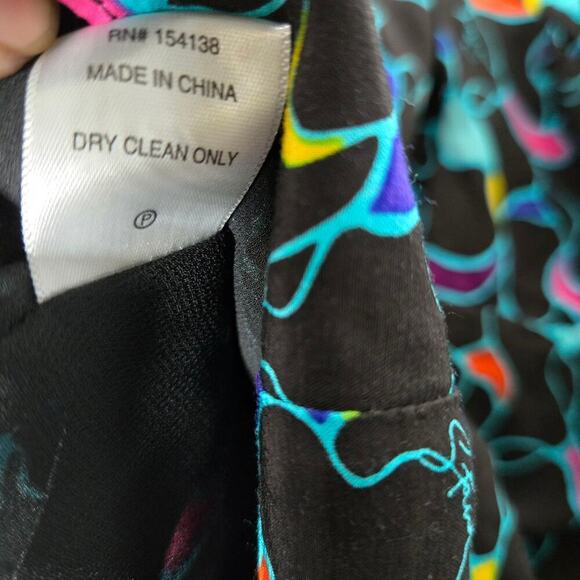 RN# 154138
MADE IN CHINA
DRY CLEAN ONLY
P